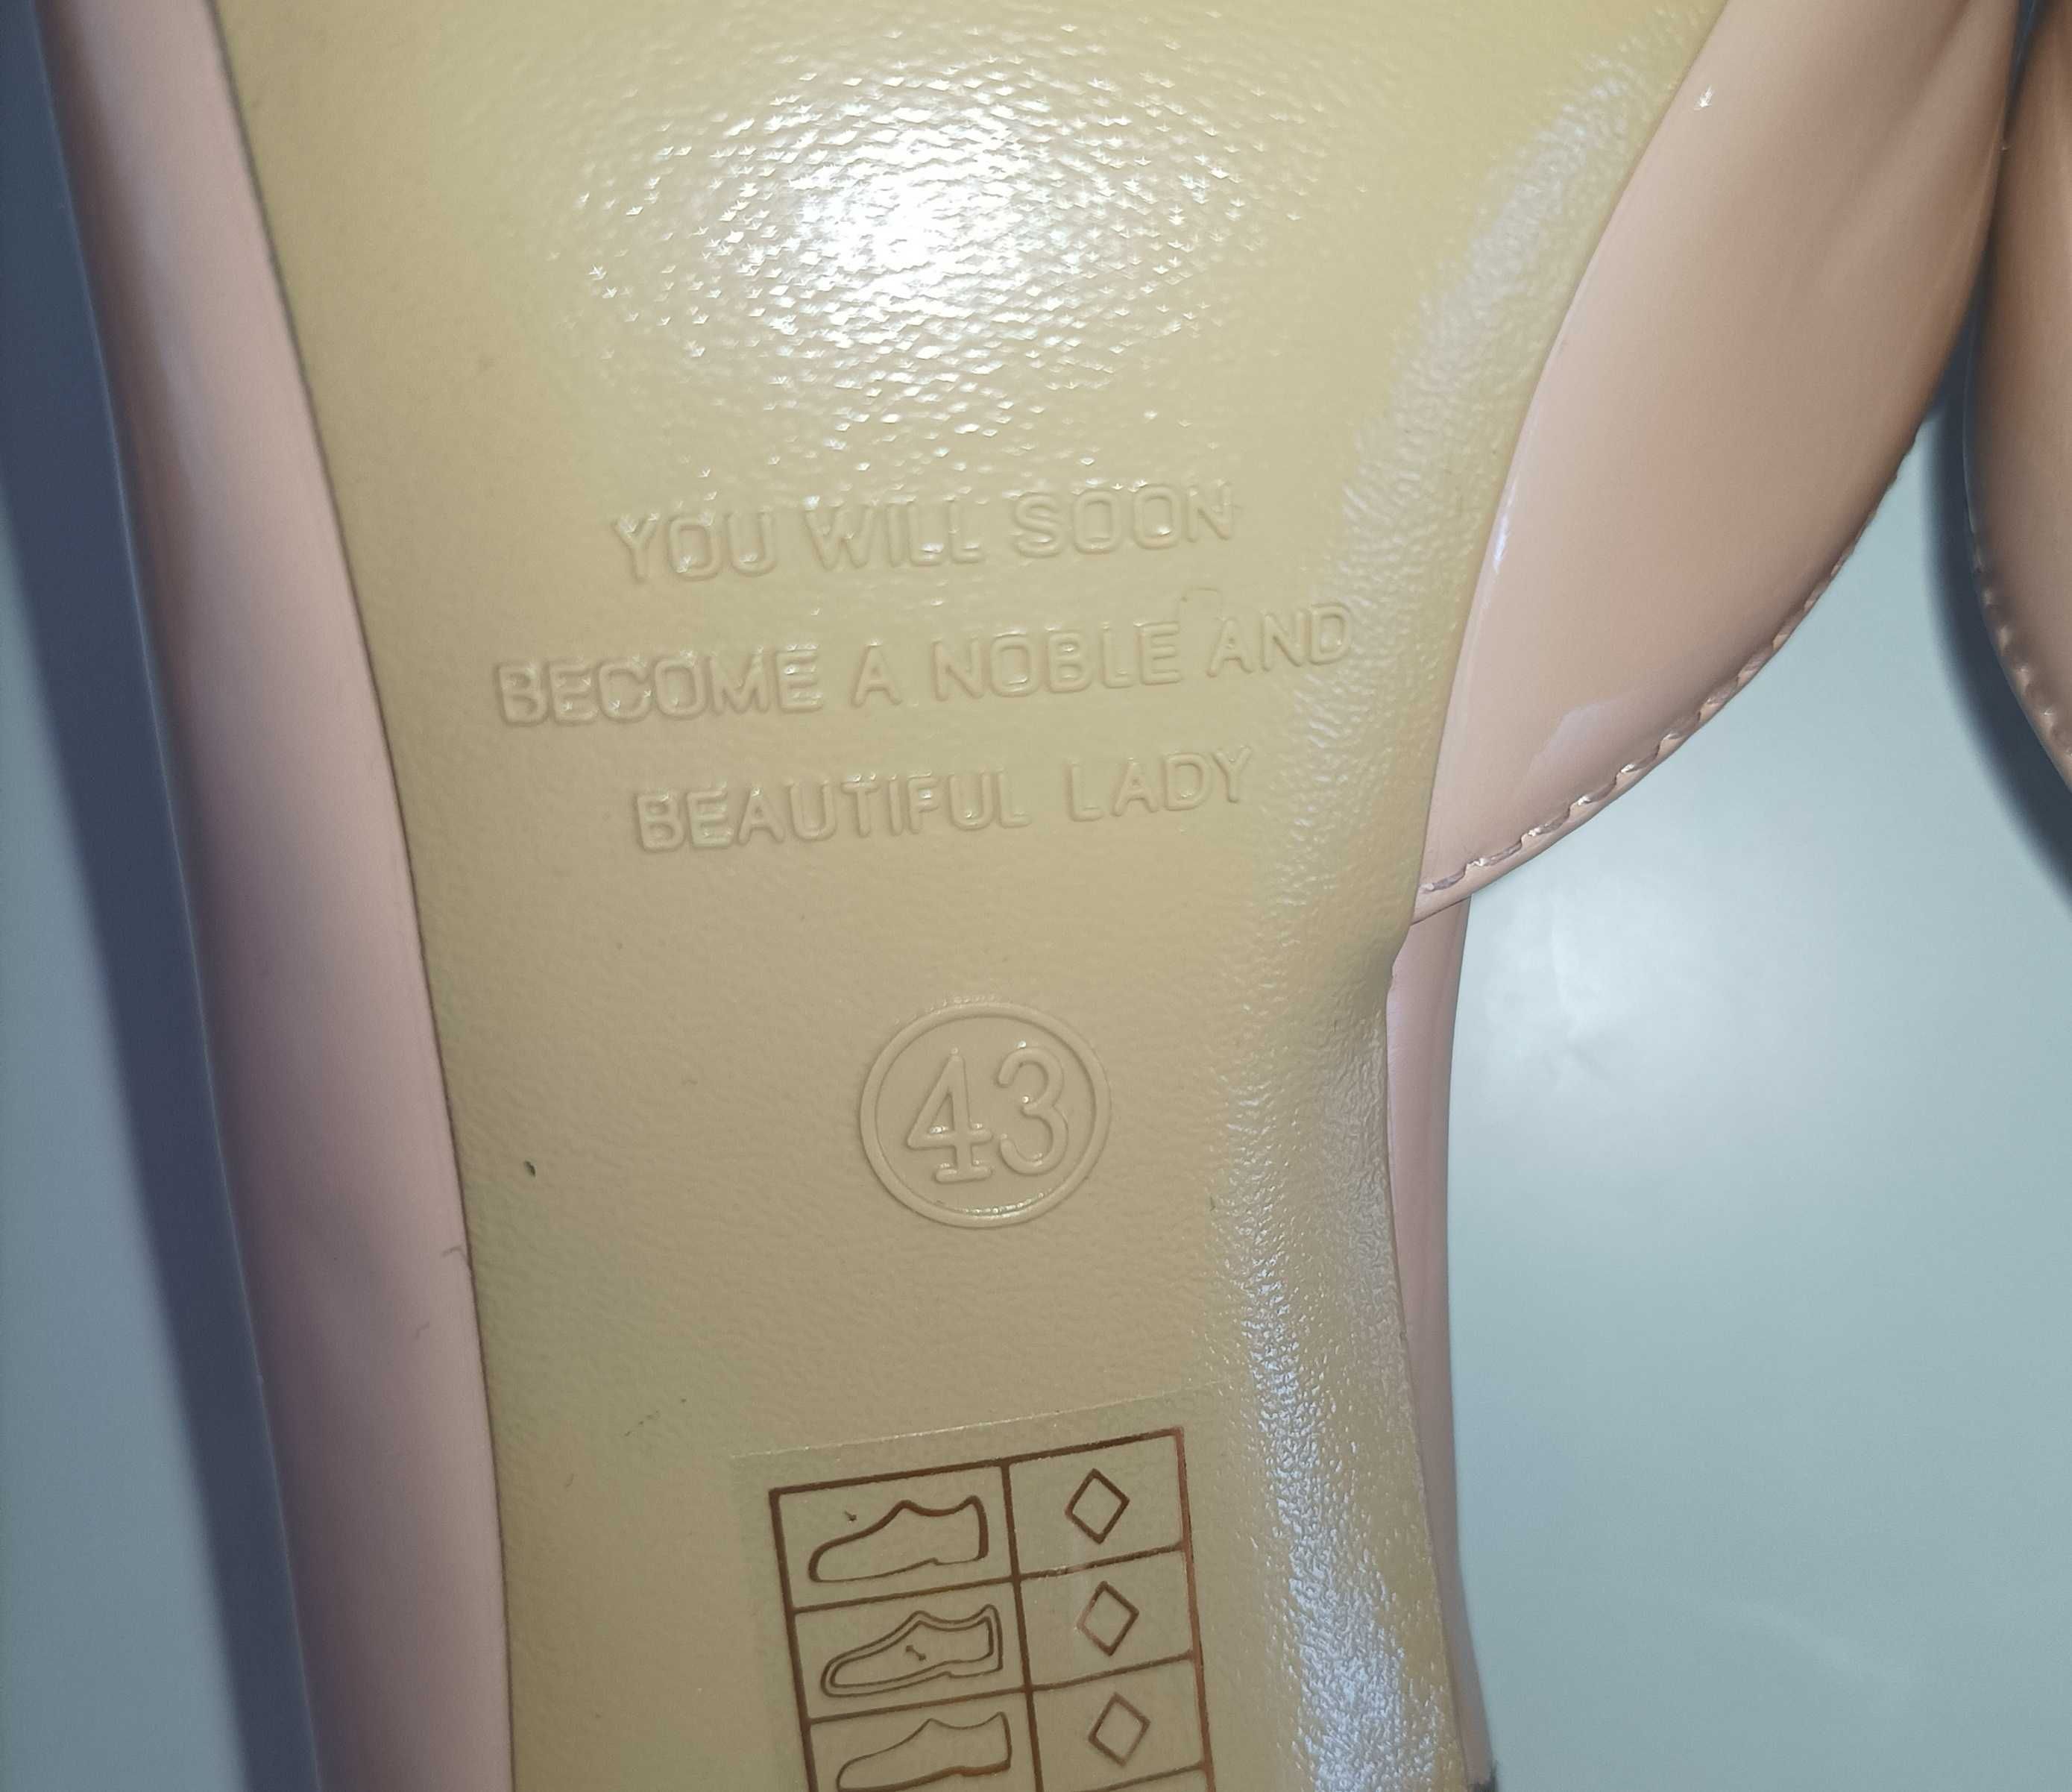 YOU WILL SOON
BECOME A NOBLE AND
BEAUTIFUL LADY
43